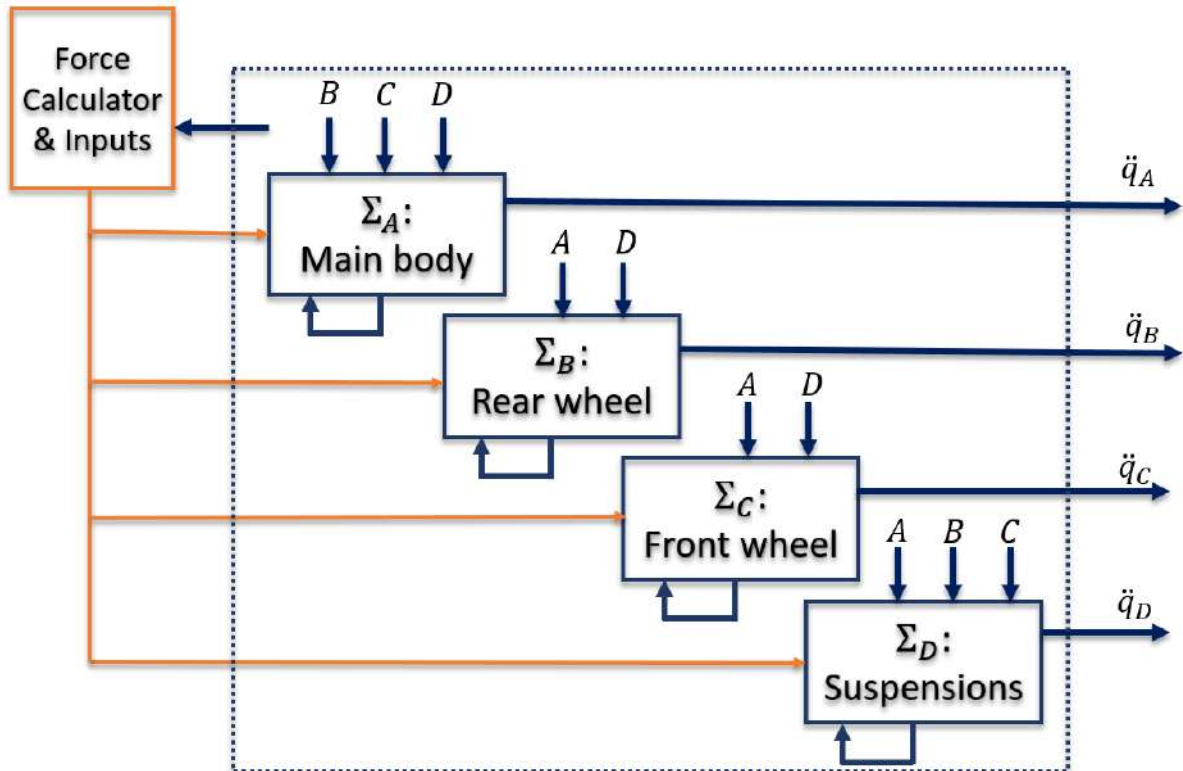 Force
Calculator
& Inputs
B C D
Σ_A:
Main body
q̈_A
A D
Σ_B:
Rear wheel
q̈_B
A D
Σ_C:
Front wheel
q̈_C
A B C
Σ_D:
Suspensions
q̈_D